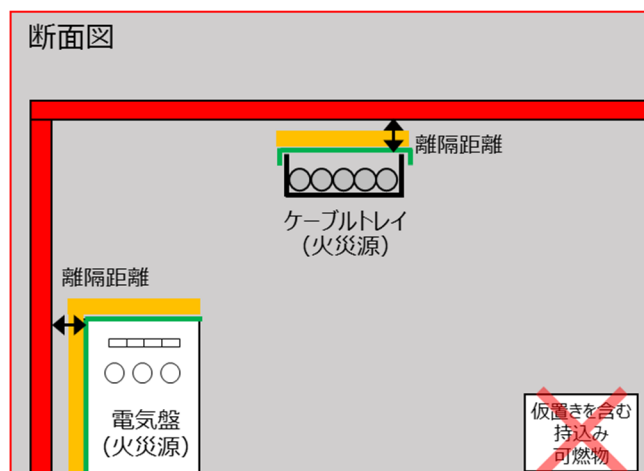 断面図
離隔距離
ケーブルトレイ
(火災源)
離隔距離
電気盤
(火災源)
仮置きを含む
持込み
可燃物